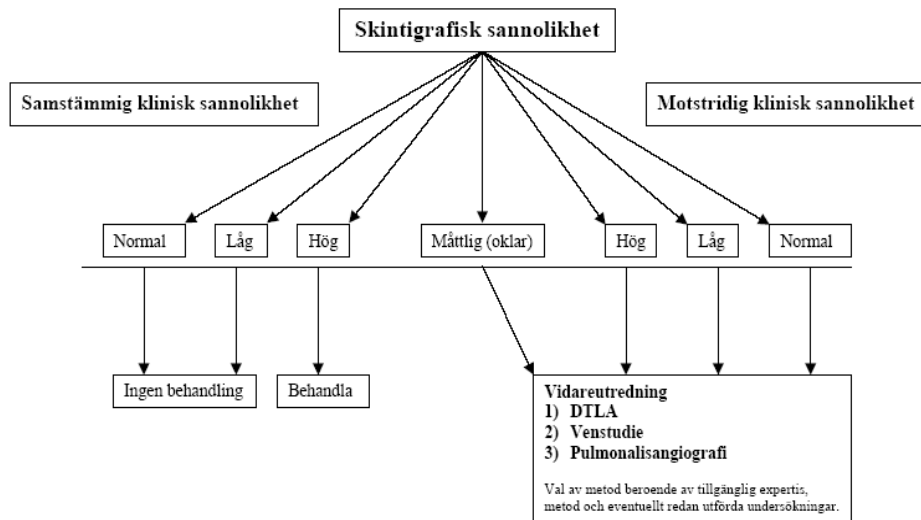 Skintigrafisk sannolikhet
Samstämmig klinisk sannolikhet
Motstridig klinisk sannolikhet
Normal
Låg
Hög
Måttlig (oklar)
Hög
Låg
Normal
Ingen behandling
Behandla
Vidareutredning
1) DTLA
2) Venstudie
3) Pulmonalisangiografi
Val av metod beroende av tillgänglig expertis,
metod och eventuellt redan utförda undersökningar.